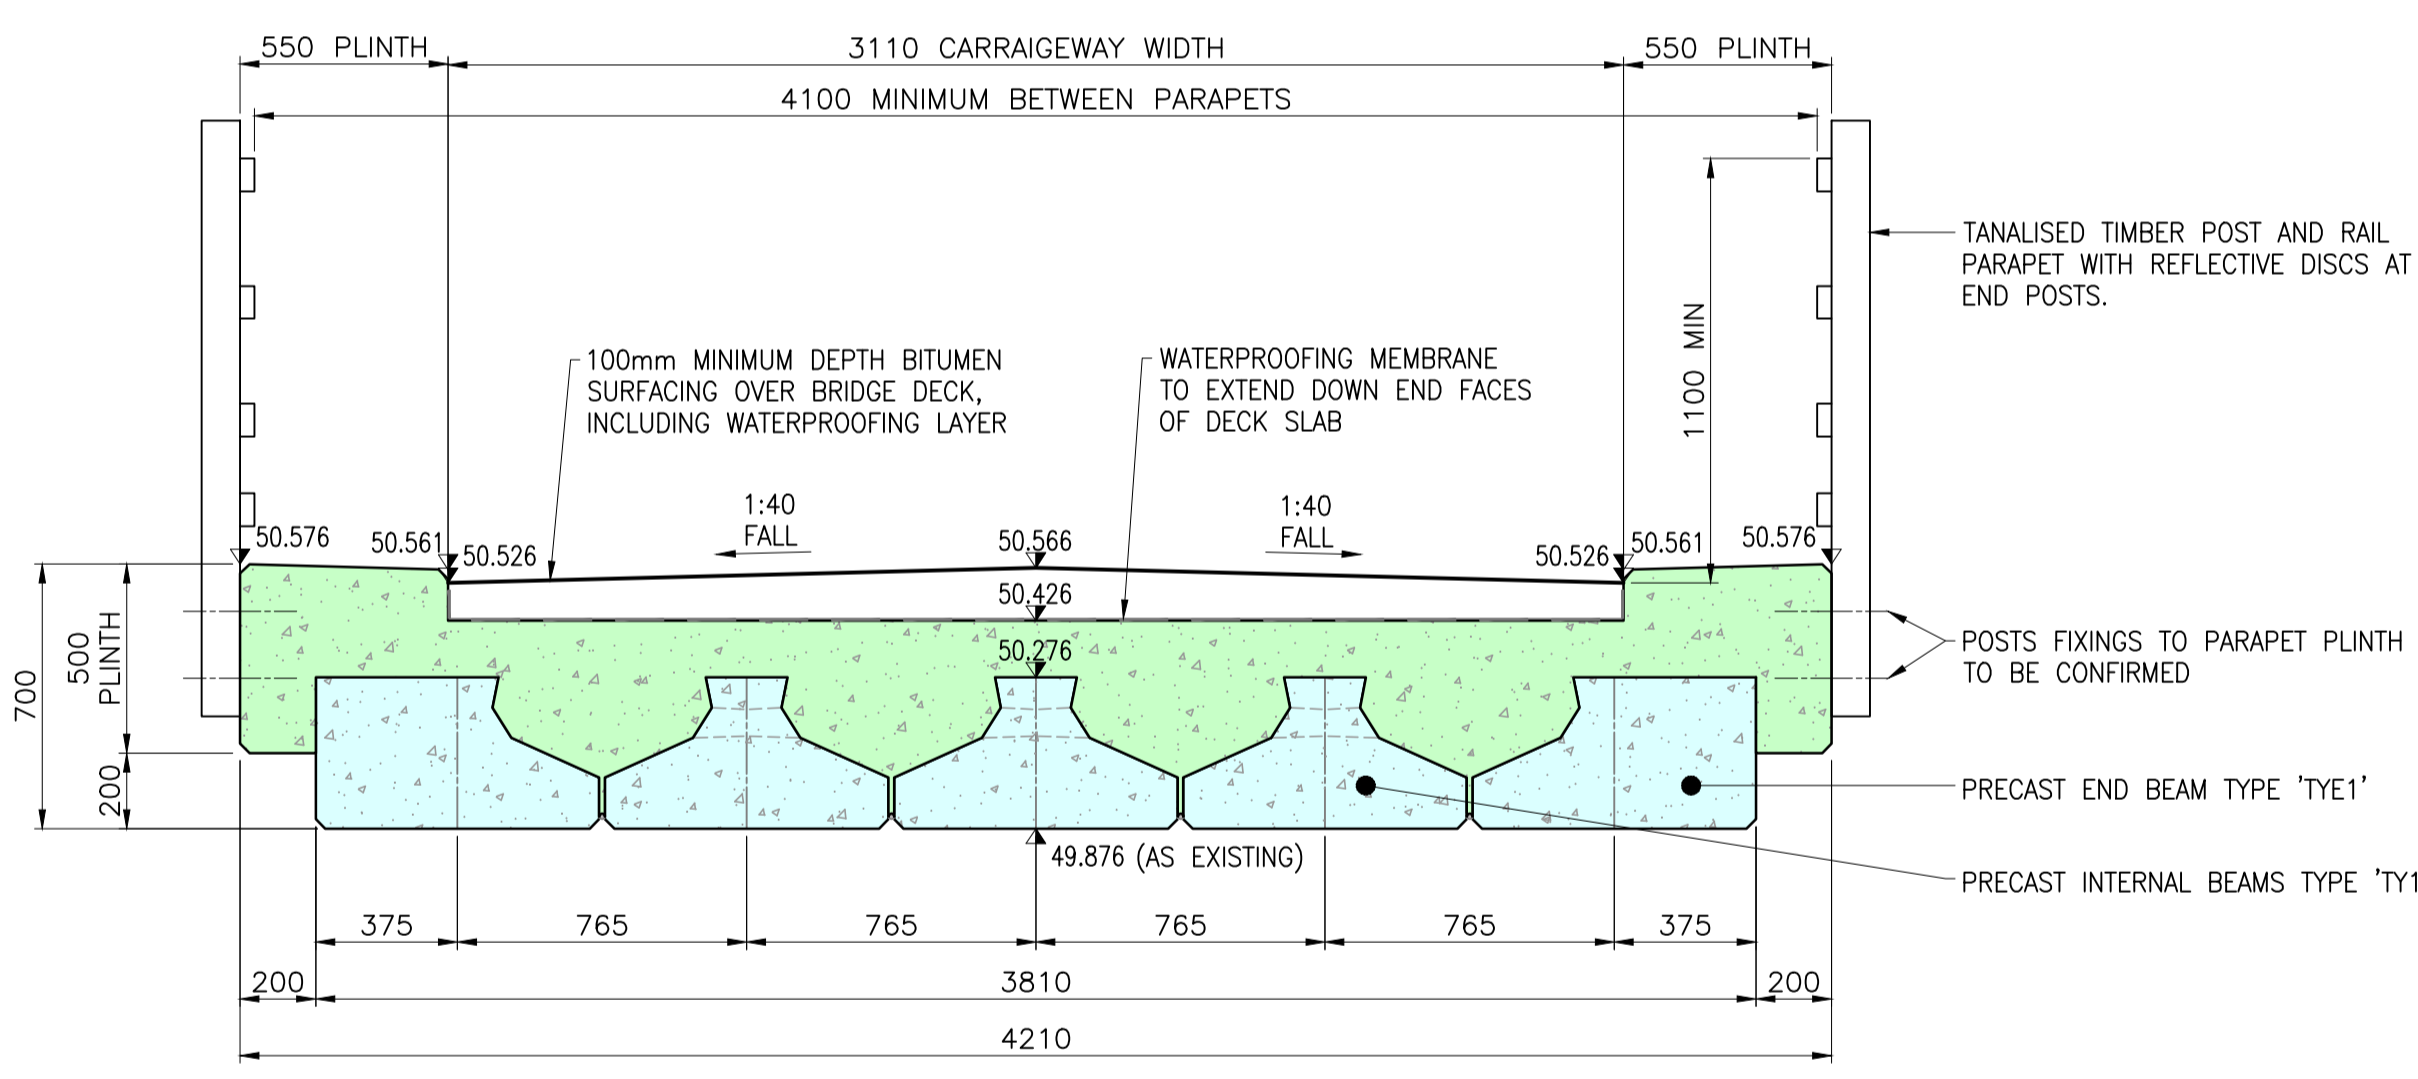 550 PLINTH
3110 CARRAIGEWAY WIDTH
550 PLINTH
4100 MINIMUM BETWEEN PARAPETS
TANALISED TIMBER POST AND RAIL
PARAPET WITH REFLECTIVE DISCS AT
END POSTS.
1100 MIN
100mm MINIMUM DEPTH BITUMEN
SURFACING OVER BRIDGE DECK,
INCLUDING WATERPROOFING LAYER
WATERPROOFING MEMBRANE
TO EXTEND DOWN END FACES
OF DECK SLAB
1:40
FALL
1:40
FALL
50.576
50.561
50.526
50.566
50.526
50.561
50.576
50.426
50.276
700
500
PLINTH
200
POSTS FIXINGS TO PARAPET PLINTH
TO BE CONFIRMED
PRECAST END BEAM TYPE 'TYE1'
49.876 (AS EXISTING)
PRECAST INTERNAL BEAMS TYPE 'TY1
375
765
765
765
765
375
200
3810
200
4210